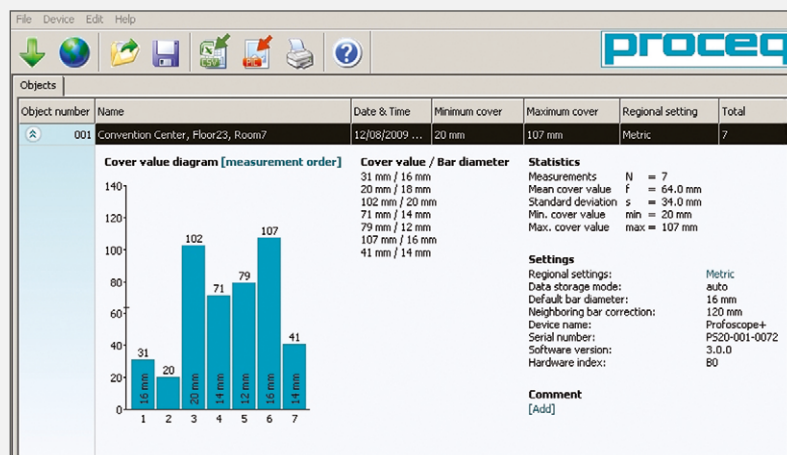 File Device Edit Help
CSV PIC ?
proceq
Objects
Object number Name Date & Time Minimum cover Maximum cover Regional setting Total
001 Convention Center, Floor23, Room7 12/08/2009 ... 20 mm 107 mm Metric 7
Cover value diagram [measurement order]
140
120
100
80
60
40
20
0
31
20
102
71
79
107
41
16 mm
20 mm
14 mm
12 mm
16 mm
14 mm
1 2 3 4 5 6 7
Cover value / Bar diameter
31 mm / 16 mm
20 mm / 18 mm
102 mm / 20 mm
71 mm / 14 mm
79 mm / 12 mm
107 mm / 16 mm
41 mm / 14 mm
Statistics
Measurements N = 7
Mean cover value f = 64.0 mm
Standard deviation s = 34.0 mm
Min. cover value min = 20 mm
Max. cover value max = 107 mm
Settings
Regional settings: Metric
Data storage mode: auto
Default bar diameter: 16 mm
Neighboring bar correction: 120 mm
Device name: Profoscope+
Serial number: PS20-001-0072
Software version: 3.0.0
Hardware index: B0
Comment
[Add]